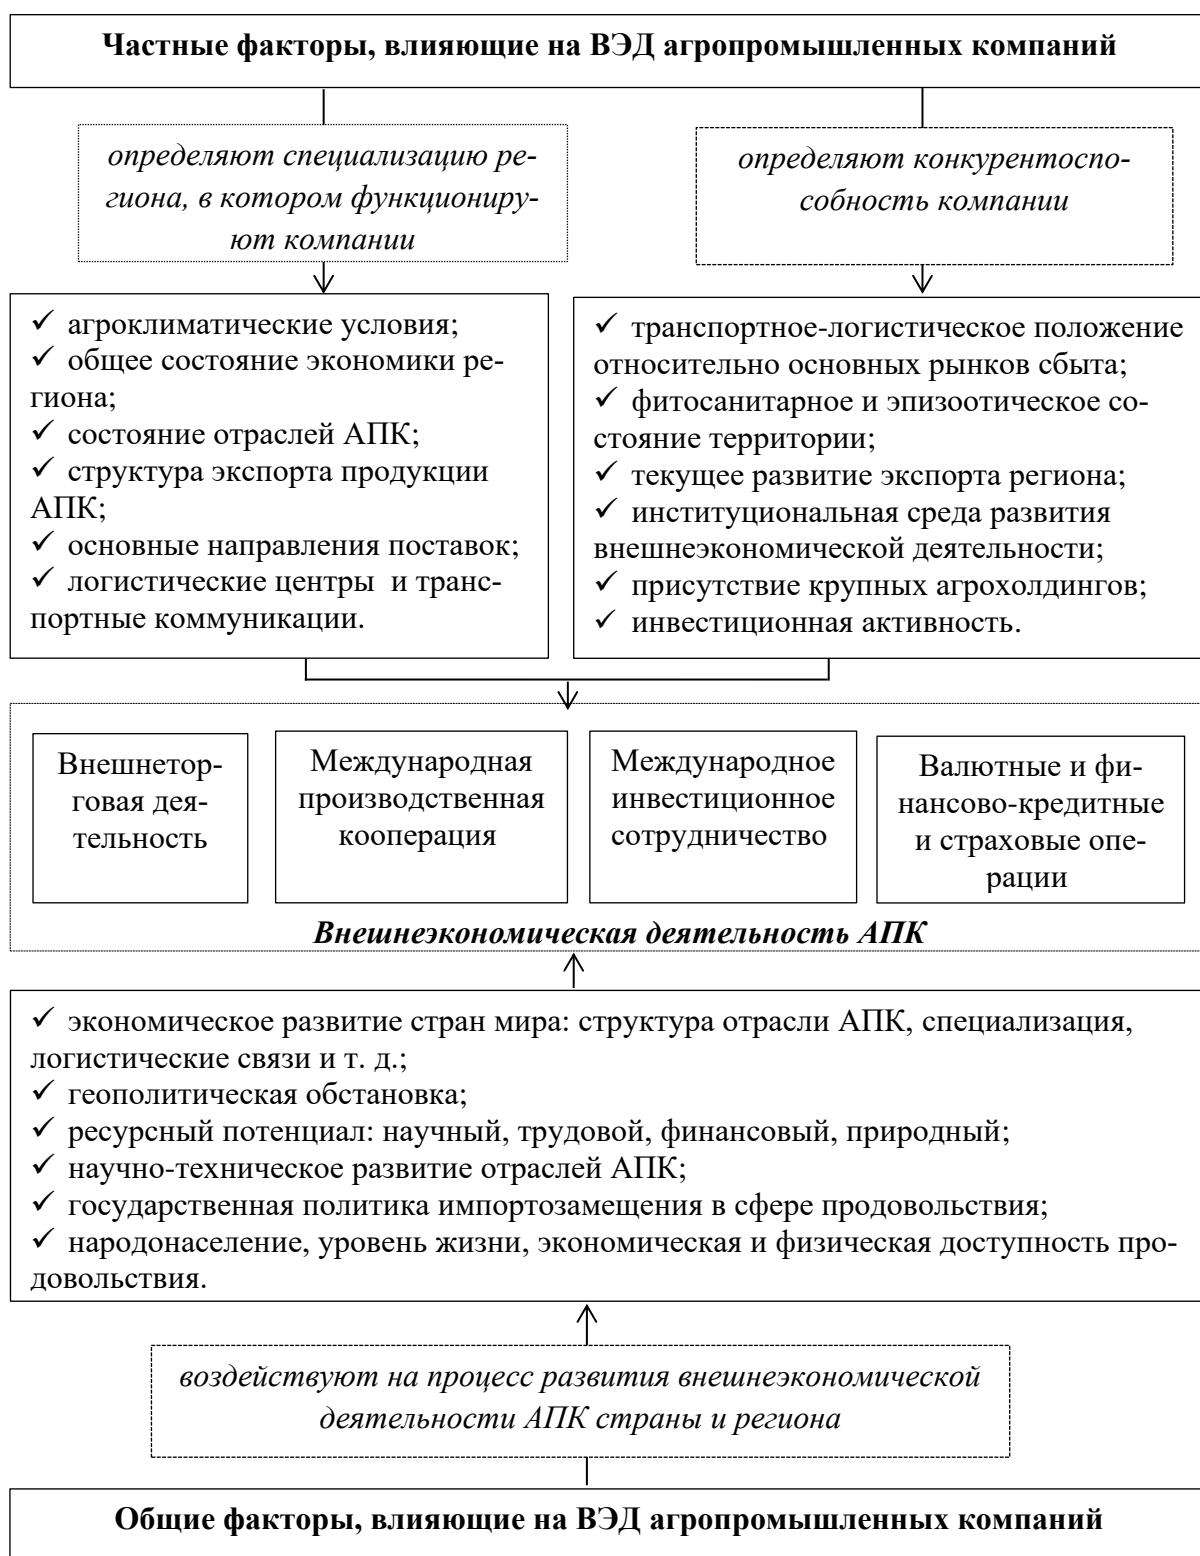 Частные факторы, влияющие на ВЭД агропромышленных компаний
определяют специализацию ре-
гиона, в котором функциониру-
ют компании
определяют конкурентоспо-
собность компании
✓ агроклиматические условия;
✓ общее состояние экономики ре-
гиона;
✓ состояние отраслей АПК;
✓ структура экспорта продукции
АПК;
✓ основные направления поставок;
✓ логистические центры и транс-
портные коммуникации.
✓ транспортное-логистическое положение
относительно основных рынков сбыта;
✓ фитосанитарное и эпизоотическое со-
стояние территории;
✓ текущее развитие экспорта региона;
✓ институциональная среда развития
внешнеэкономической деятельности;
✓ присутствие крупных агрохолдингов;
✓ инвестиционная активность.
Внешнетор-
говая дея-
тельность
Международная
производственная
кооперация
Международное
инвестиционное
сотрудничество
Валютные и фи-
нансово-кредитные
и страховые опе-
рации
Внешнеэкономическая деятельность АПК
✓ экономическое развитие стран мира: структура отрасли АПК, специализация,
логистические связи и т. д.;
✓ геополитическая обстановка;
✓ ресурсный потенциал: научный, трудовой, финансовый, природный;
✓ научно-техническое развитие отраслей АПК;
✓ государственная политика импортозамещения в сфере продовольствия;
✓ народонаселение, уровень жизни, экономическая и физическая доступность про-
довольствия.
воздействуют на процесс развития внешнеэкономической
деятельности АПК страны и региона
Общие факторы, влияющие на ВЭД агропромышленных компаний